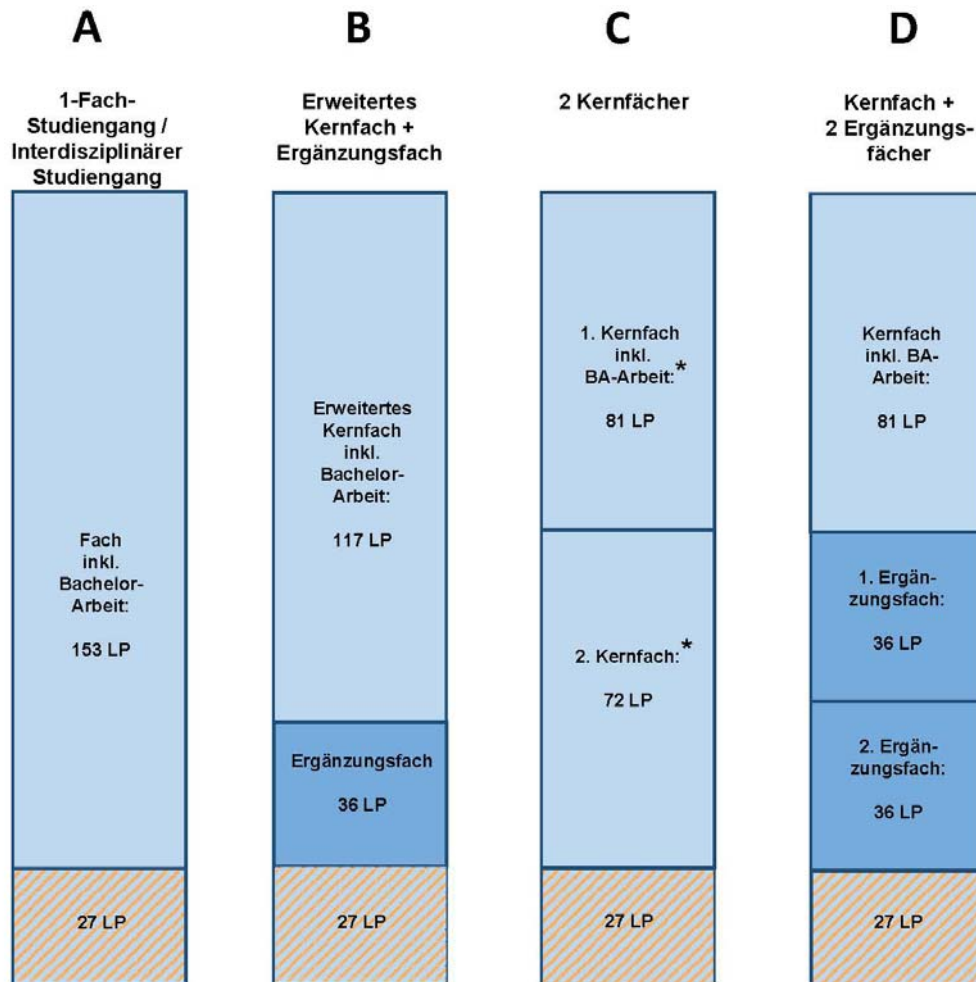 A
1-Fach-
Studiengang /
Interdisziplinärer
Studiengang
Fach
inkl.
Bachelor-
Arbeit:
153 LP
27 LP
B
Erweitertes
Kernfach +
Ergänzungsfach
Erweitertes
Kernfach
inkl.
Bachelor-
Arbeit:
117 LP
Ergänzungsfach
36 LP
27 LP
C
2 Kernfächer
1. Kernfach
inkl.
BA-Arbeit:*
81 LP
2. Kernfach:*
72 LP
27 LP
D
Kernfach +
2 Ergänzungs-
fächer
Kernfach
inkl. BA-
Arbeit:
81 LP
1. Ergän-
zungsfach:
36 LP
2. Ergän-
zungsfach:
36 LP
27 LP